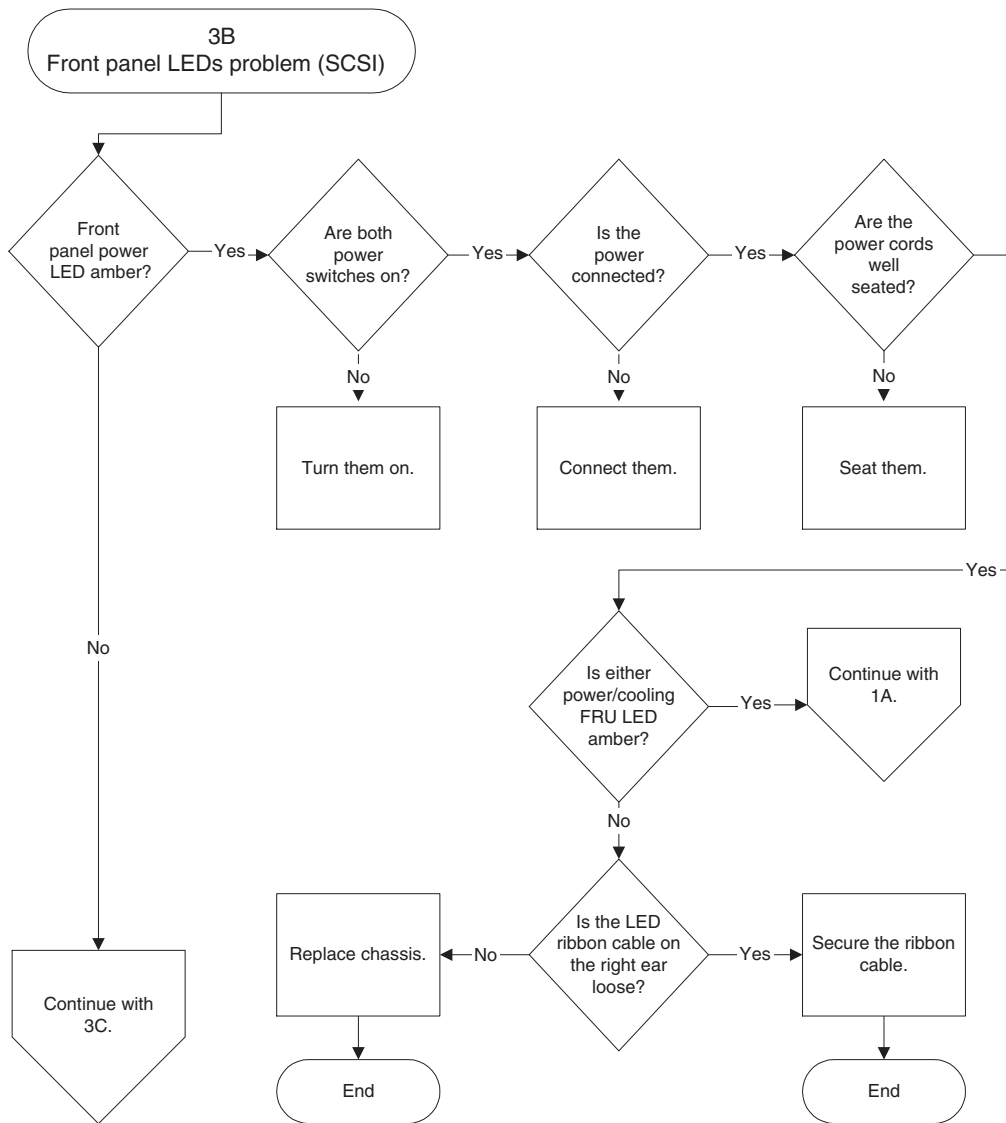 3B
Front panel LEDs problem (SCSI)
Front
panel power
LED amber?
Yes
Are both
power
switches on?
Yes
Is the
power
connected?
Yes
Are the
power cords
well
seated?
No
No
No
Turn them on.
Connect them.
Seat them.
Yes
No
Is either
power/cooling
FRU LED
amber?
Yes
Continue with
1A.
No
Replace chassis.
No
Is the LED
ribbon cable on
the right ear
loose?
Yes
Secure the ribbon
cable.
Continue with
3C.
End
End